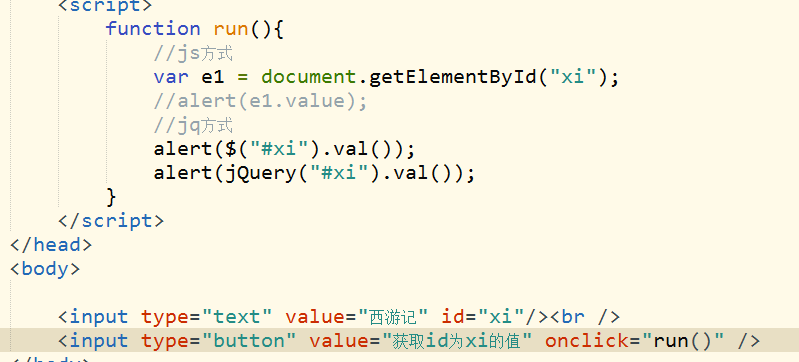 <script>
function run(){
//js方式
var e1 = document.getElementById("xi");
//alert(e1.value);
//jq方式
alert($("#xi").val());
alert(jQuery("#xi").val());
}
</script>
</head>
<body>
<input type="text" value="西游记" id="xi"/><br />
<input type="button" value="获取id为xi的值" onclick="run()" />
</body>